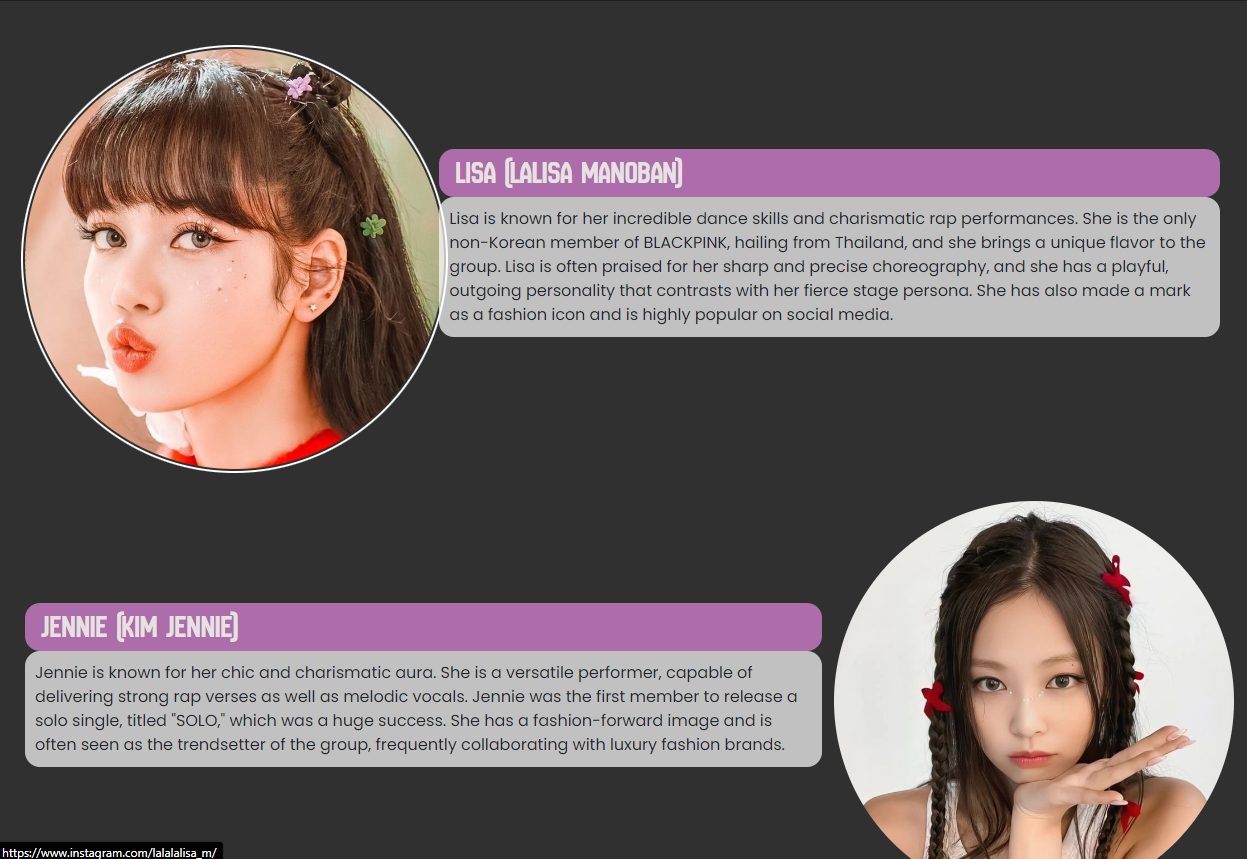 LISA (LALISA MANOBAN)
Lisa is known for her incredible dance skills and charismatic rap performances. She is the only
non-Korean member of BLACKPINK, hailing from Thailand, and she brings a unique flavor to the
group. Lisa is often praised for her sharp and precise choreography, and she has a playful,
outgoing personality that contrasts with her fierce stage persona. She has also made a mark
as a fashion icon and is highly popular on social media.
JENNIE (KIM JENNIE)
Jennie is known for her chic and charismatic aura. She is a versatile performer, capable of
delivering strong rap verses as well as melodic vocals. Jennie was the first member to release a
solo single, titled "SOLO," which was a huge success. She has a fashion-forward image and is
often seen as the trendsetter of the group, frequently collaborating with luxury fashion brands.
https://www.instagram.com/lalalalisa_m/